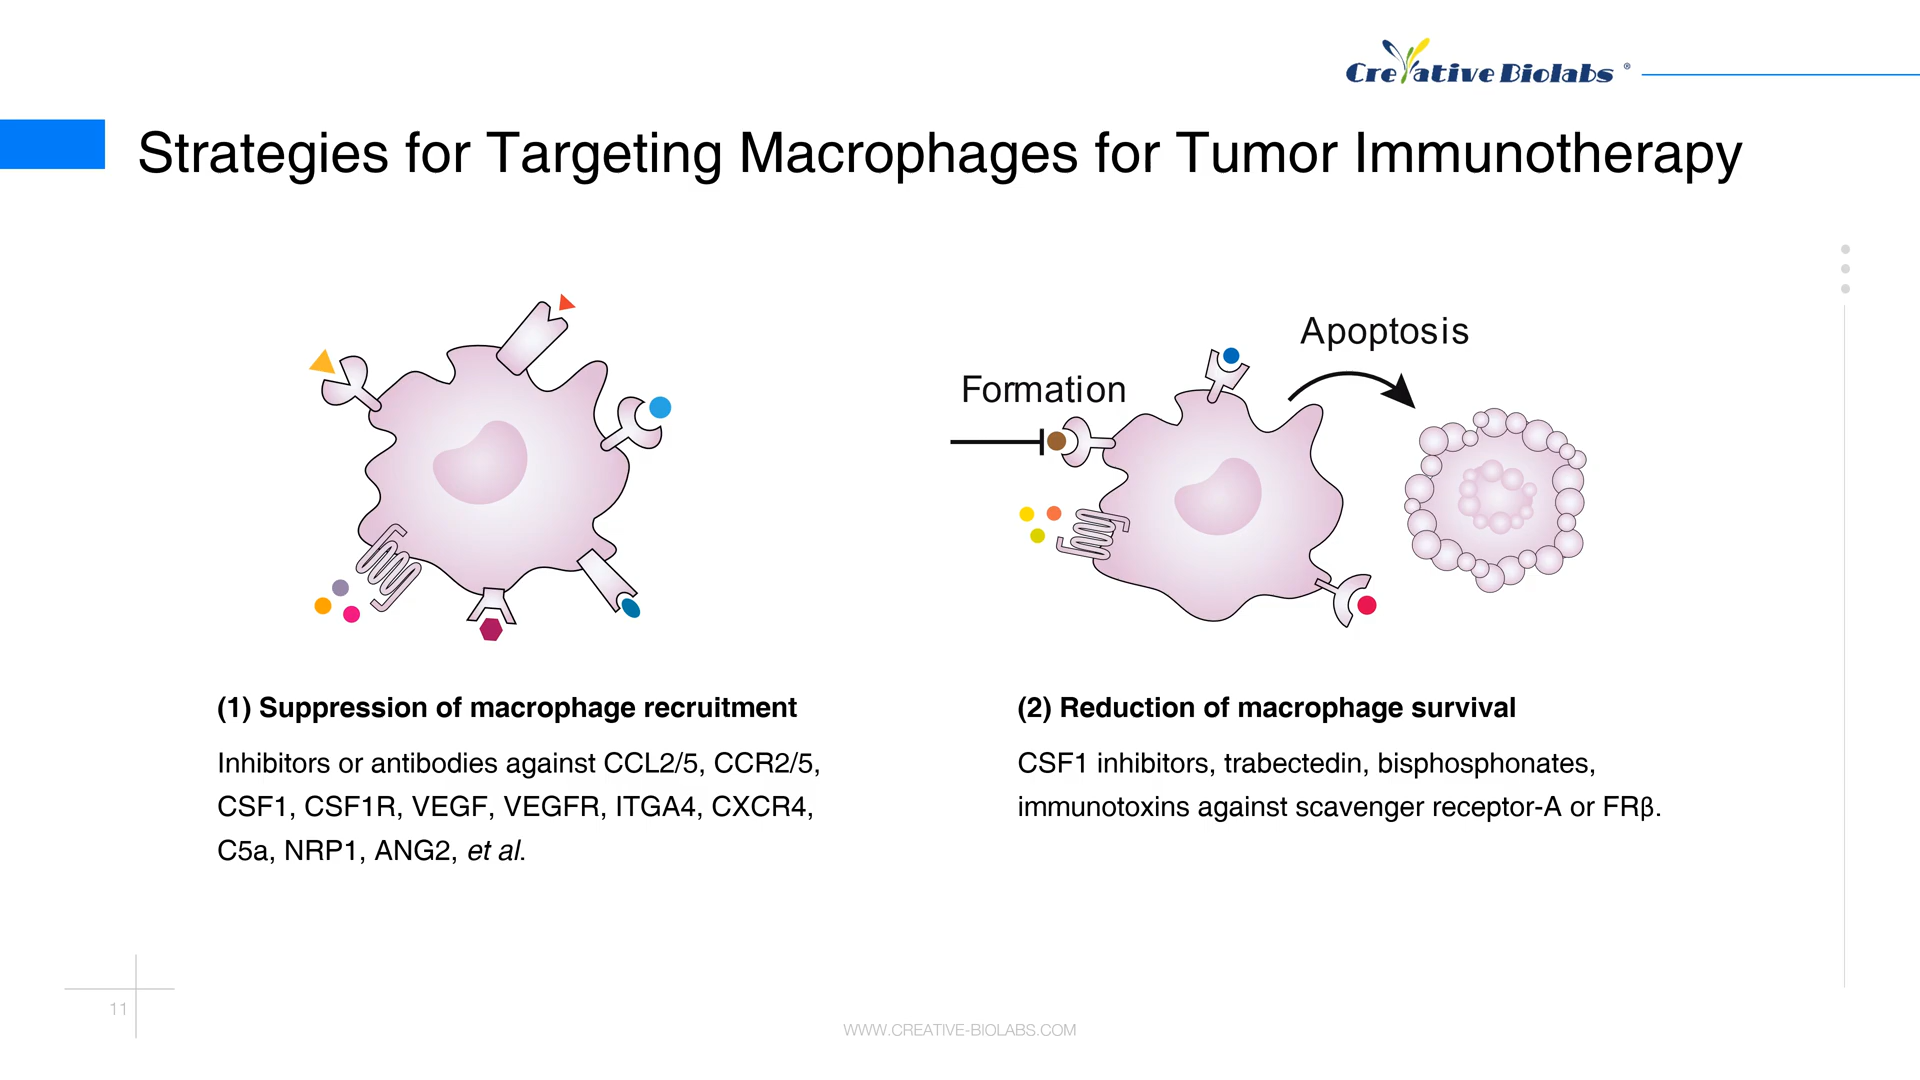 Creative Biolabs ®
Strategies for Targeting Macrophages for Tumor Immunotherapy
Apoptosis
Formation
(1) Suppression of macrophage recruitment
Inhibitors or antibodies against CCL2/5, CCR2/5,
CSF1, CSF1R, VEGF, VEGFR, ITGA4, CXCR4,
C5a, NRP1, ANG2, et al.
(2) Reduction of macrophage survival
CSF1 inhibitors, trabectedin, bisphosphonates,
immunotoxins against scavenger receptor-A or FRβ.
11
WWW.CREATIVE-BIOLABS.COM